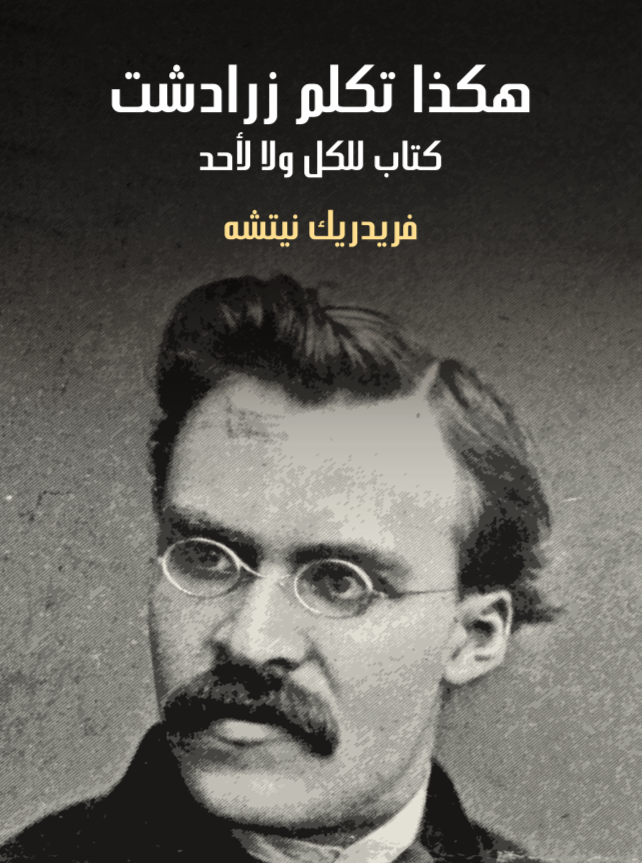 هكذا تكلم زرادشت
كتاب للكل ولا لأحد
فريدريك نيتشه